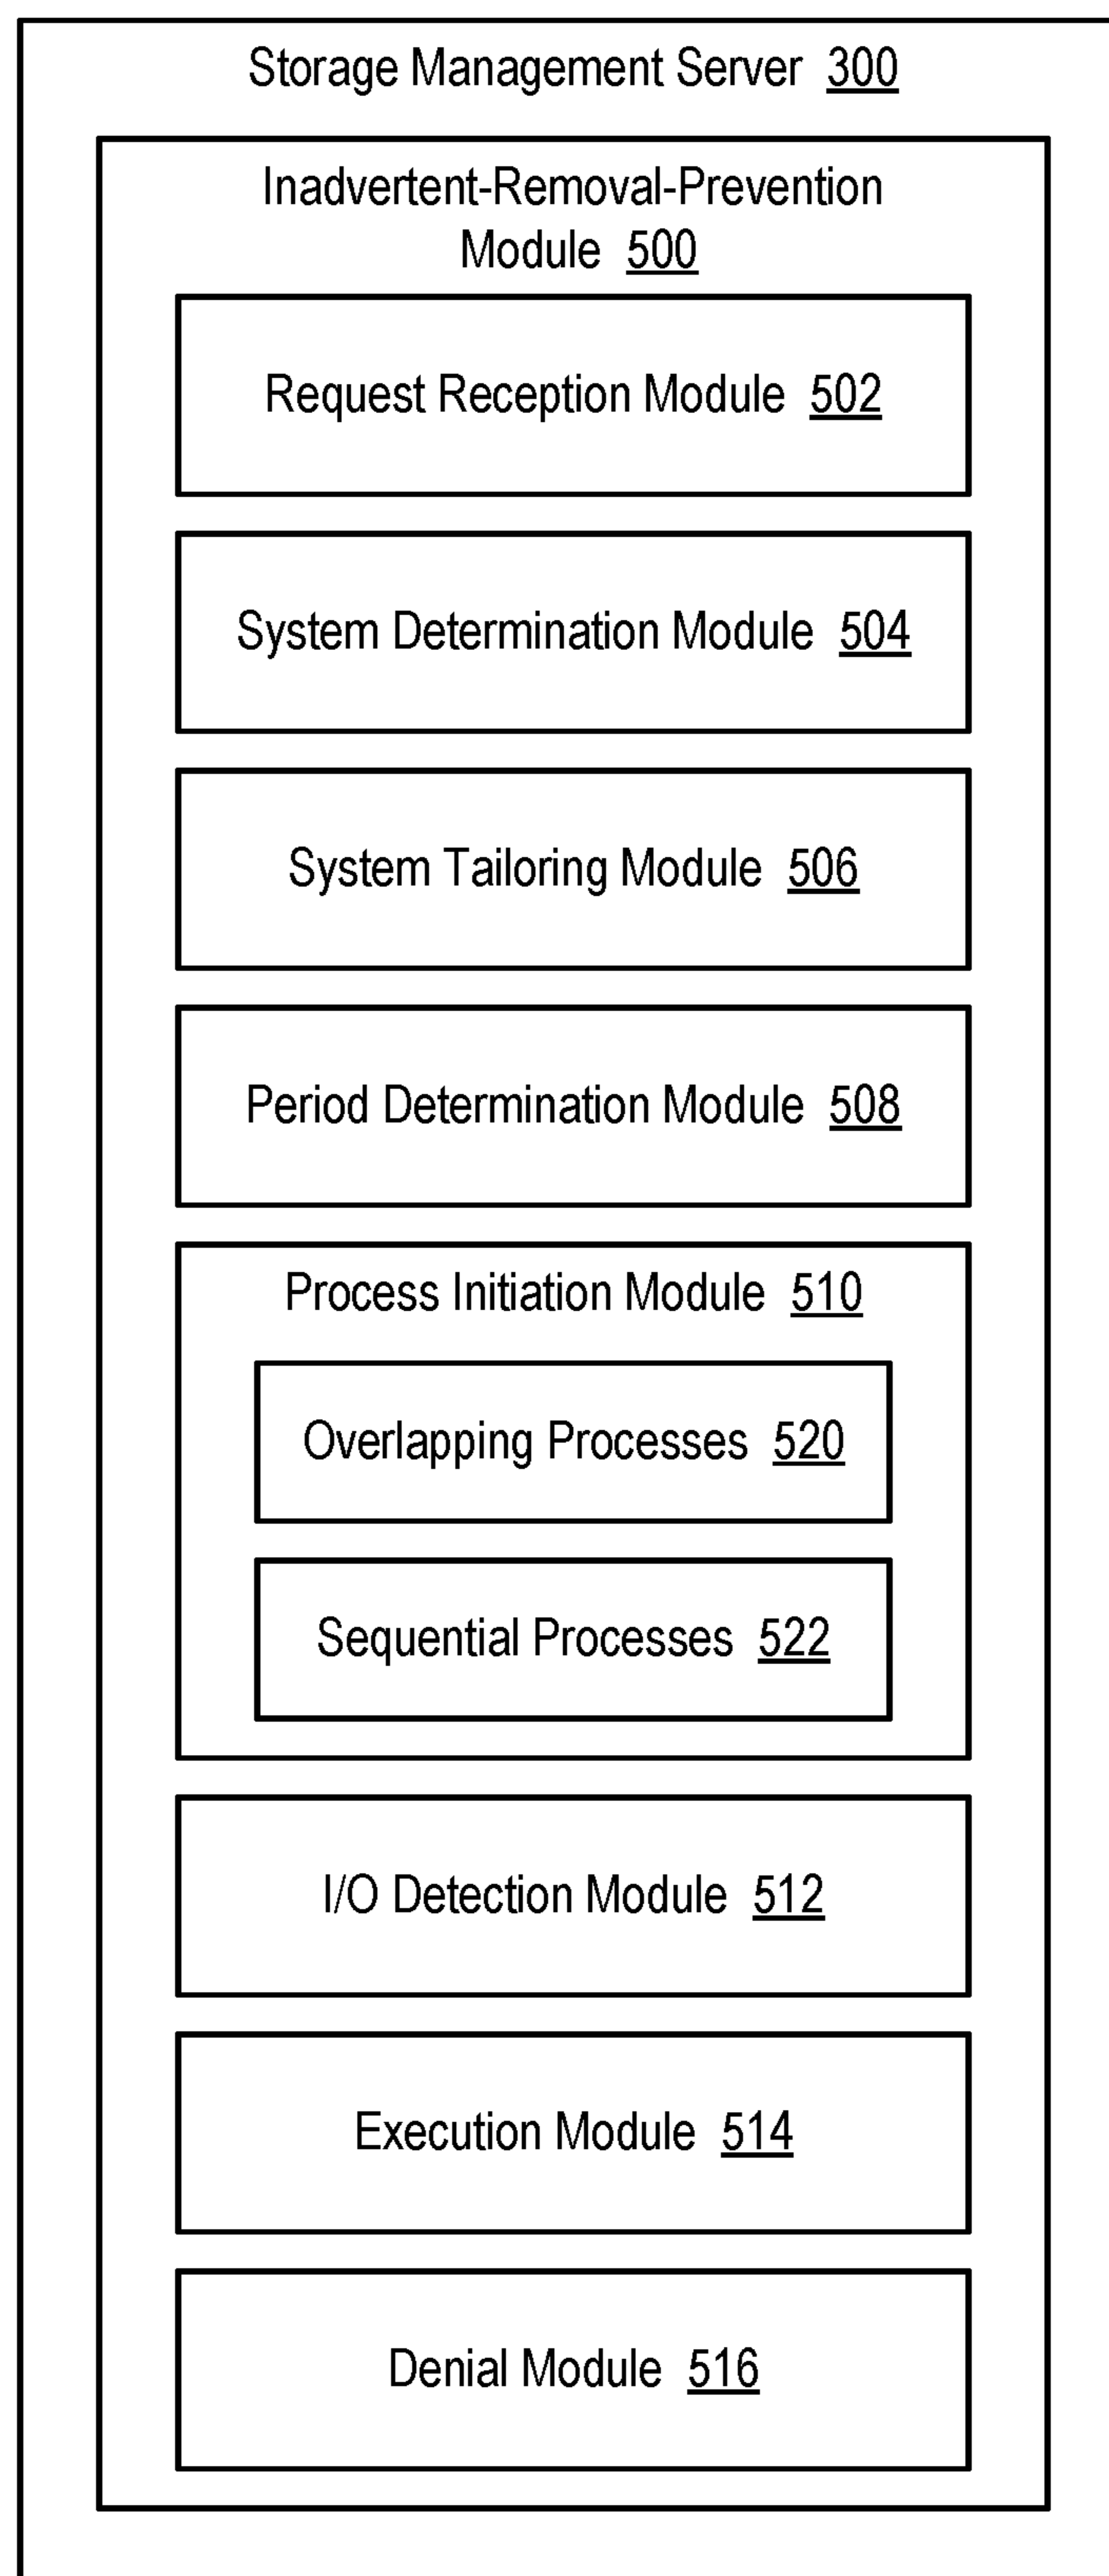 Storage Management Server 300
Inadvertent-Removal-Prevention
Module 500
Request Reception Module 502
System Determination Module 504
System Tailoring Module 506
Period Determination Module 508
Process Initiation Module 510
Overlapping Processes 520
Sequential Processes 522
I/O Detection Module 512
Execution Module 514
Denial Module 516